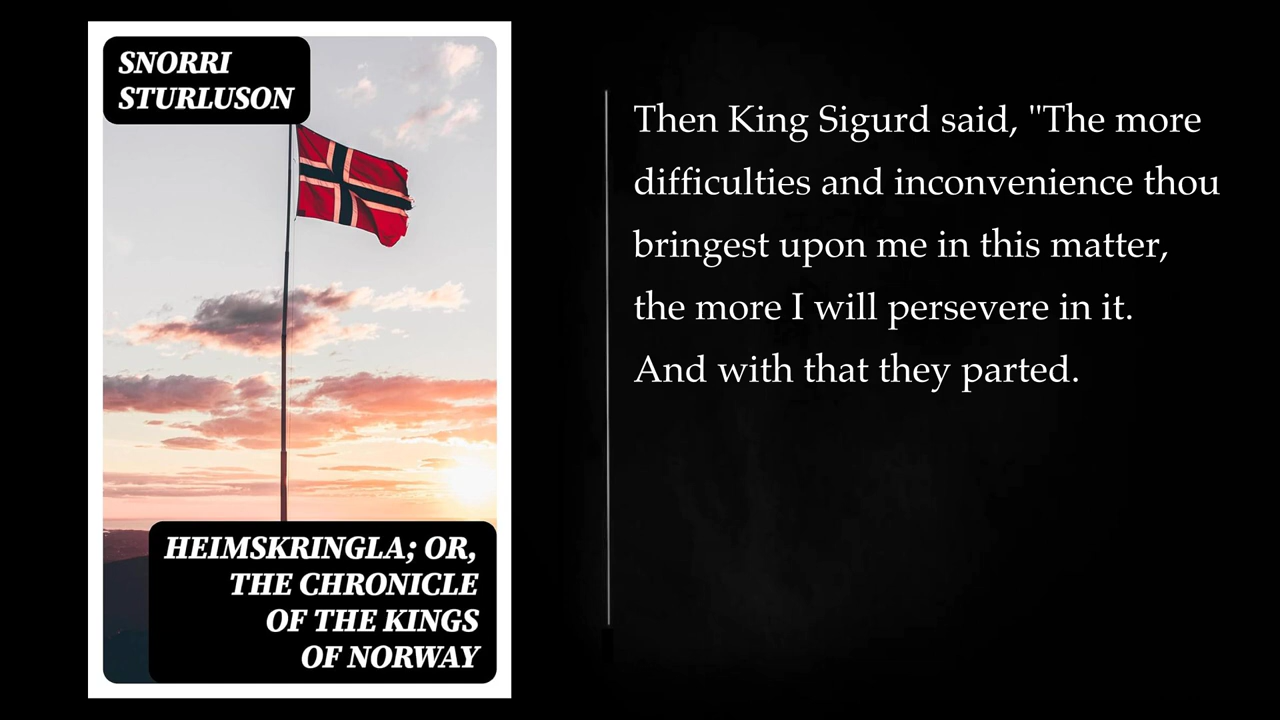 SNORRI
STURLUSON
HEIMSKRINGLA; OR,
THE CHRONICLE
OF THE KINGS
OF NORWAY
Then King Sigurd said, "The more
difficulties and inconvenience thou
bringest upon me in this matter,
the more I will persevere in it.
And with that they parted.